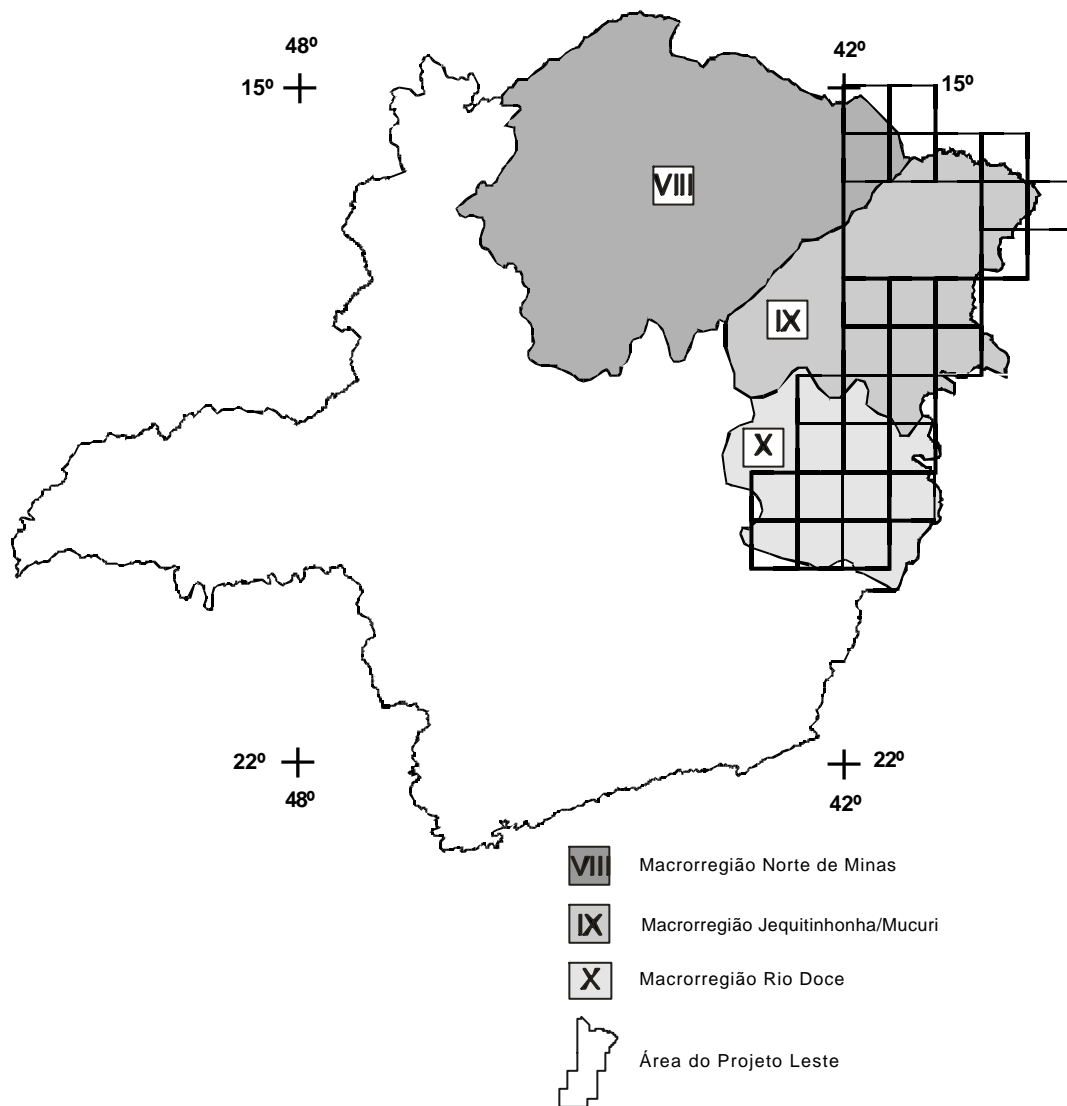 48º
42º
15º
15º
VIII
IX
X
22º
22º
48º
42º
VIII Macrorregião Norte de Minas
IX Macrorregião Jequitinhonha/Mucuri
X Macrorregião Rio Doce
Área do Projeto Leste